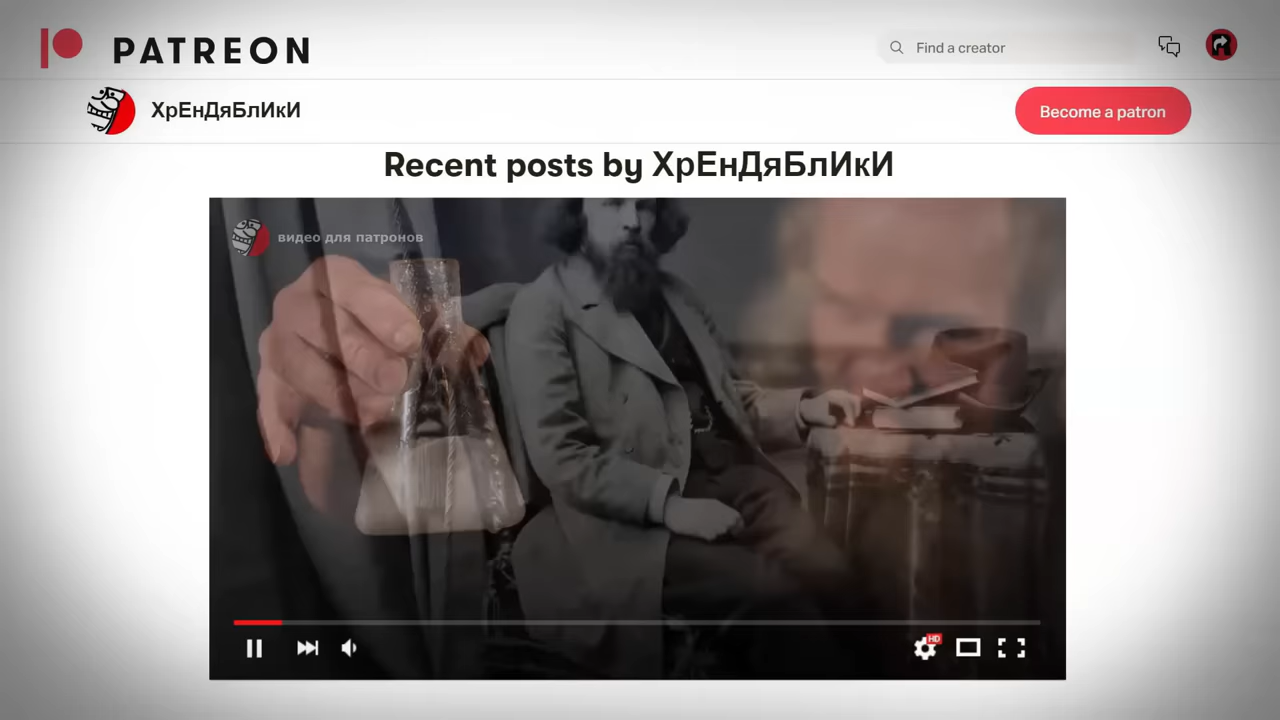 PATREON
Find a creator
ХрЕнДяБлИкИ
Become a patron
Recent posts by ХрЕнДяБлИкИ
видео для патронов
HD